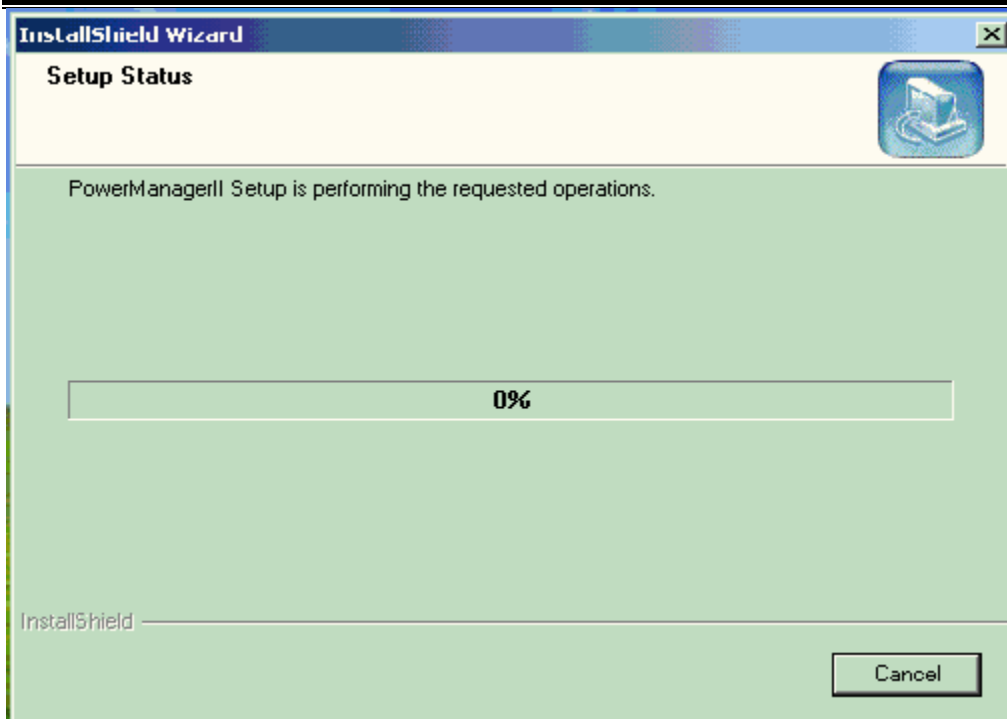 InstallShield Wizard
Setup Status
PowerManagerII Setup is performing the requested operations.
0%
InstallShield
Cancel